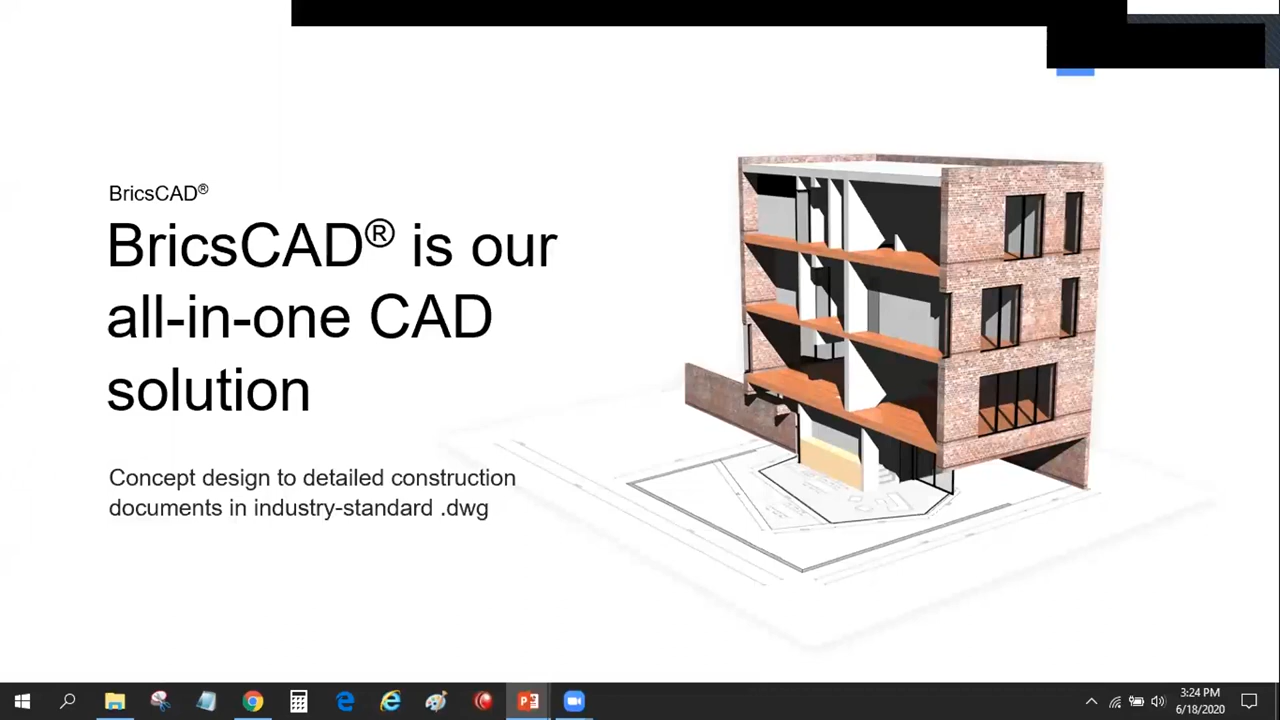 BricsCAD®
BricsCAD® is our
all-in-one CAD
solution
Concept design to detailed construction
documents in industry-standard .dwg
3:24 PM
6/18/2020